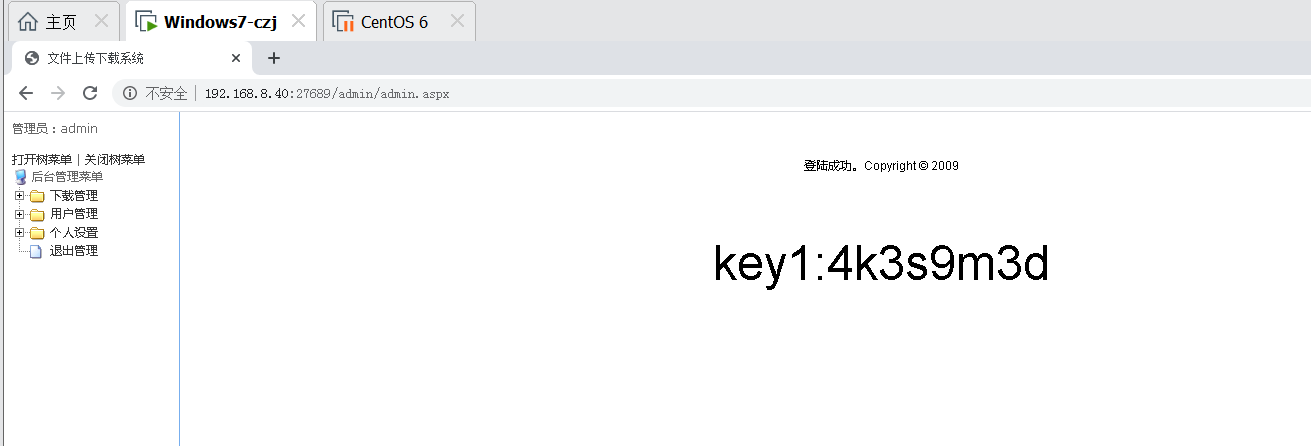 主页 Windows7-czj CentOS 6
文件上传下载系统
不安全 192.168.8.40:27689/admin/admin.aspx
管理员：admin
打开树菜单 | 关闭树菜单
后台管理菜单
下载管理
用户管理
个人设置
退出管理
登陆成功。Copyright © 2009
key1:4k3s9m3d